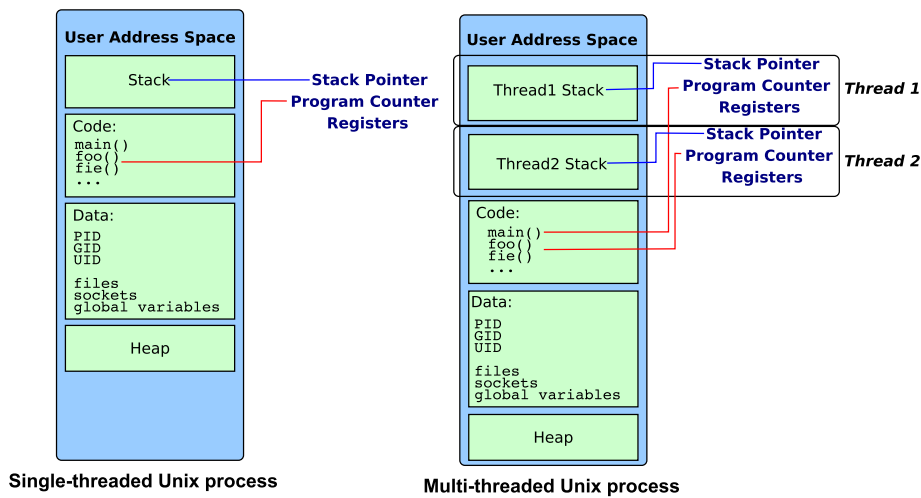 User Address Space
Stack
Stack Pointer
Program Counter
Registers
Code:
main()
foo()
fie()
...
Data:
PID
GID
UID
files
sockets
global variables
Heap
Single-threaded Unix process
User Address Space
Thread1 Stack
Stack Pointer
Program Counter
Registers
Thread 1
Thread2 Stack
Stack Pointer
Program Counter
Registers
Thread 2
Code:
main()
foo()
fie()
...
Data:
PID
GID
UID
files
sockets
global variables
Heap
Multi-threaded Unix process